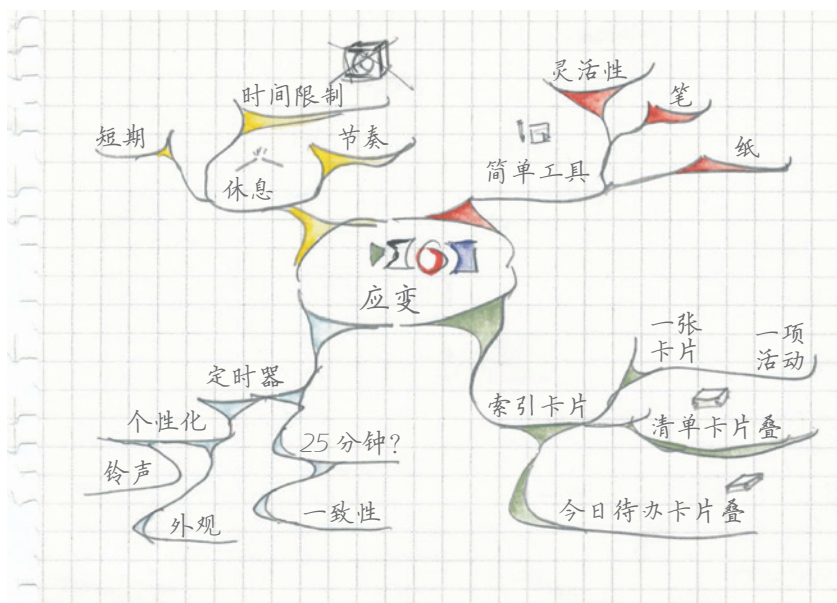 时间限制
短期
节奏
休息
灵活性
笔
纸
简单工具
应变
定时器
个性化
铃声
外观
25分钟?
一致性
索引卡片
一张
卡片
一项
活动
清单卡片叠
今日待办卡片叠